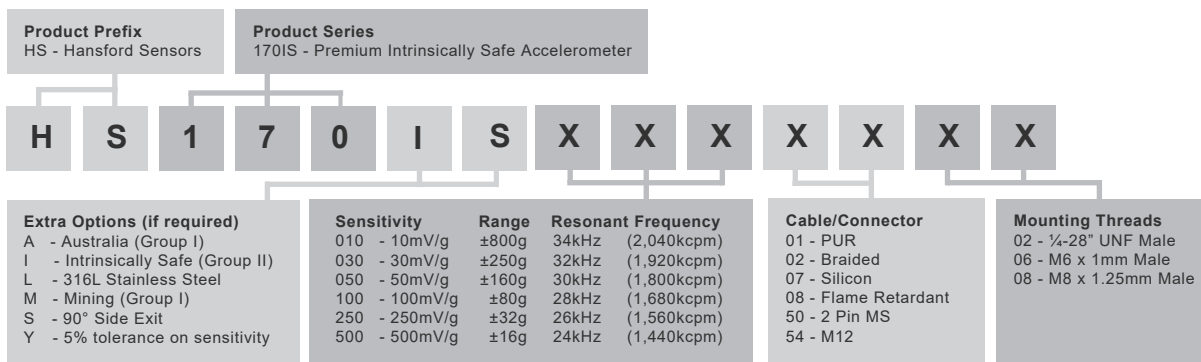 Product Prefix
HS - Hansford Sensors
Product Series
170IS - Premium Intrinsically Safe Accelerometer
H S 1 7 0 I S X X X X X X X
Extra Options (if required)
A - Australia (Group I)
I - Intrinsically Safe (Group II)
L - 316L Stainless Steel
M - Mining (Group I)
S - 90° Side Exit
Y - 5% tolerance on sensitivity
Sensitivity Range Resonant Frequency
010 - 10mV/g ±800g 34kHz (2,040kcpm)
030 - 30mV/g ±250g 32kHz (1,920kcpm)
050 - 50mV/g ±160g 30kHz (1,800kcpm)
100 - 100mV/g ±80g 28kHz (1,680kcpm)
250 - 250mV/g ±32g 26kHz (1,560kcpm)
500 - 500mV/g ±16g 24kHz (1,440kcpm)
Cable/Connector
01 - PUR
02 - Braided
07 - Silicon
08 - Flame Retardant
50 - 2 Pin MS
54 - M12
Mounting Threads
02 - ¼-28" UNF Male
06 - M6 x 1mm Male
08 - M8 x 1.25mm Male